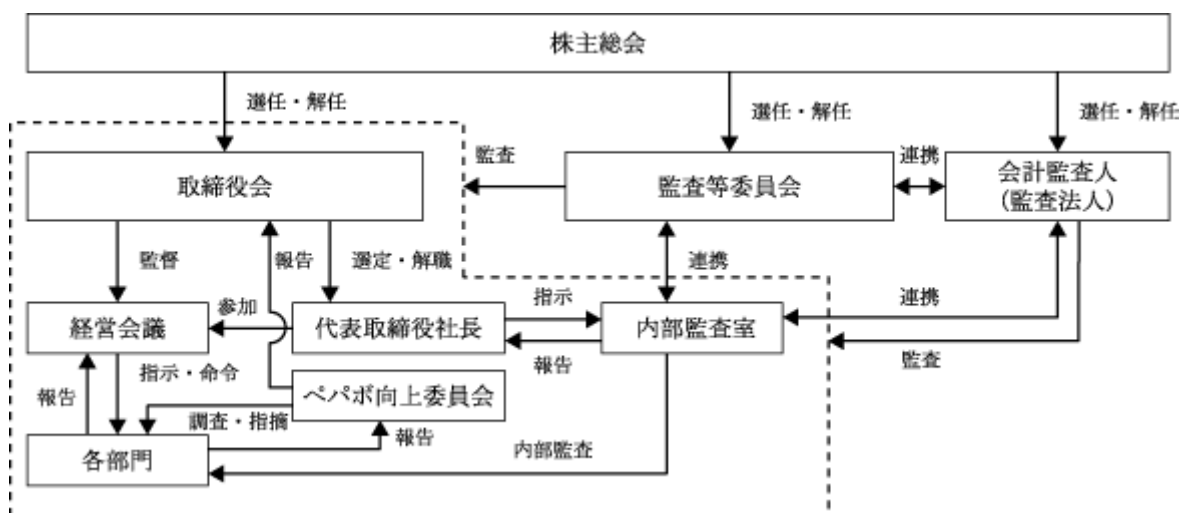 株主総会
選任・解任
選任・解任
選任・解任
取締役会
監査
監査等委員会
連携
会計監査人
（監査法人）
監督
報告
選定・解職
連携
経営会議
参加
代表取締役社長
指示
報告
内部監査室
連携
監査
報告
指示・命令
ペパボ向上委員会
調査・指摘
報告
各部門
内部監査